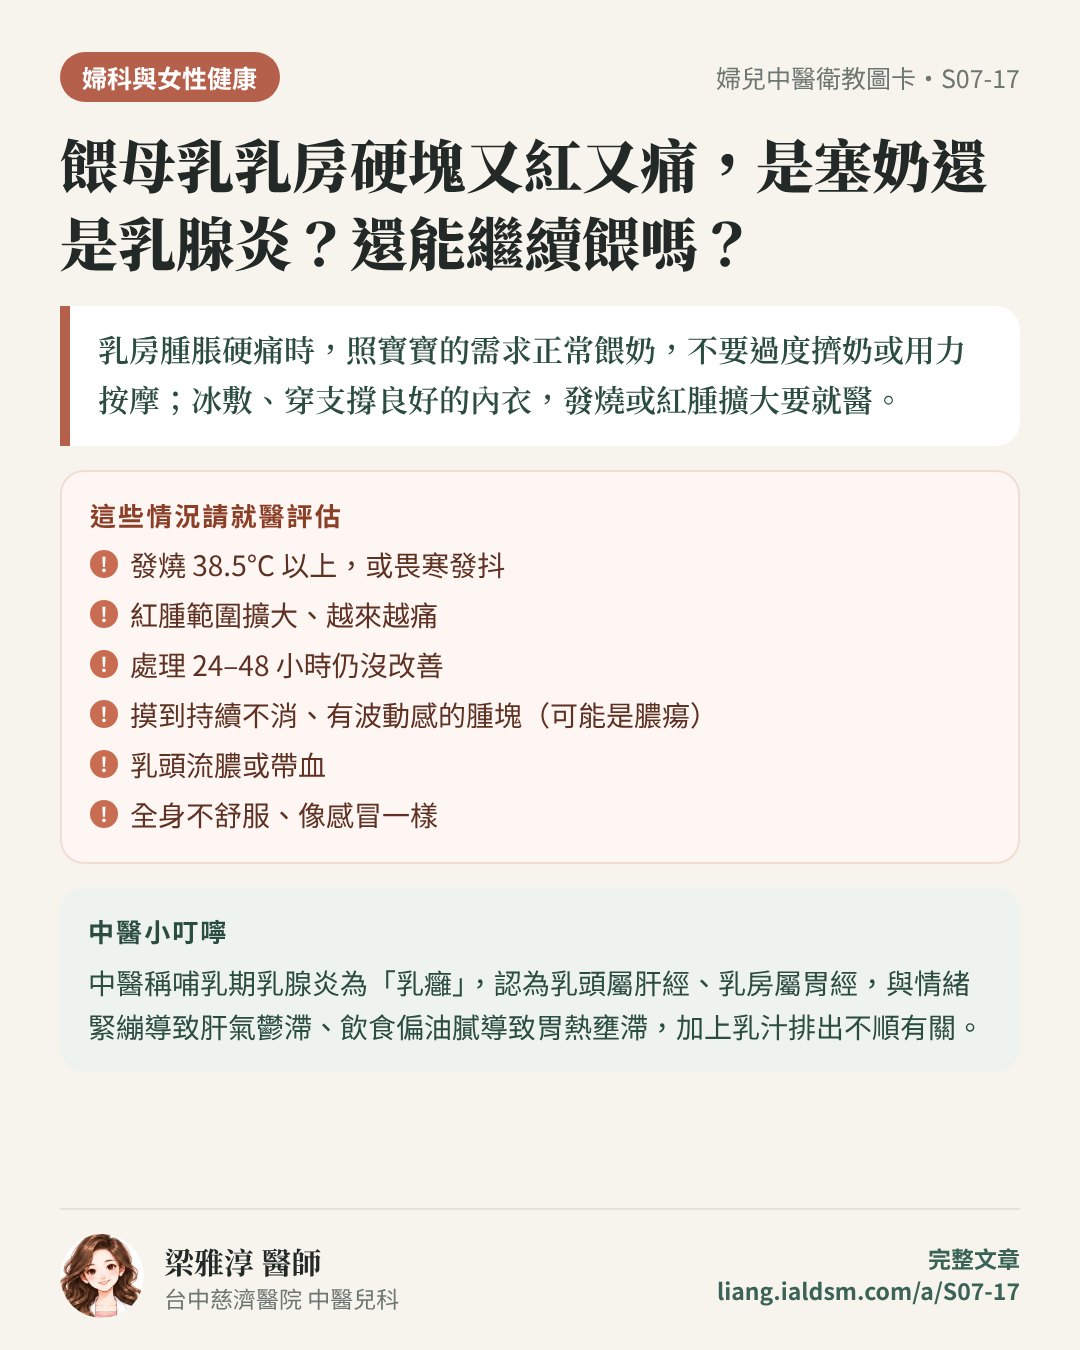 婦科與女性健康
婦兒中醫衛教圖卡・S07-17
餵母乳乳房硬塊又紅又痛，是塞奶還
是乳腺炎？還能繼續餵嗎？
乳房腫脹硬痛時，照寶寶的需求正常餵奶，不要過度擠奶或用力
按摩；冰敷、穿支撐良好的內衣，發燒或紅腫擴大要就醫。
這些情況請就醫評估
! 發燒 38.5°C 以上，或畏寒發抖
! 紅腫範圍擴大、越來越痛
! 處理 24–48 小時仍沒改善
! 摸到持續不消、有波動感的腫塊（可能是膿瘍）
! 乳頭流膿或帶血
! 全身不舒服、像感冒一樣
中醫小叮嚀
中醫稱哺乳期乳腺炎為「乳癰」，認為乳頭屬肝經、乳房屬胃經，與情緒
緊繃導致肝氣鬱滯、飲食偏油膩導致胃熱壅滯，加上乳汁排出不順有關。
梁雅淳 醫師
台中慈濟醫院 中醫兒科
完整文章
liang.ialdsm.com/a/S07-17